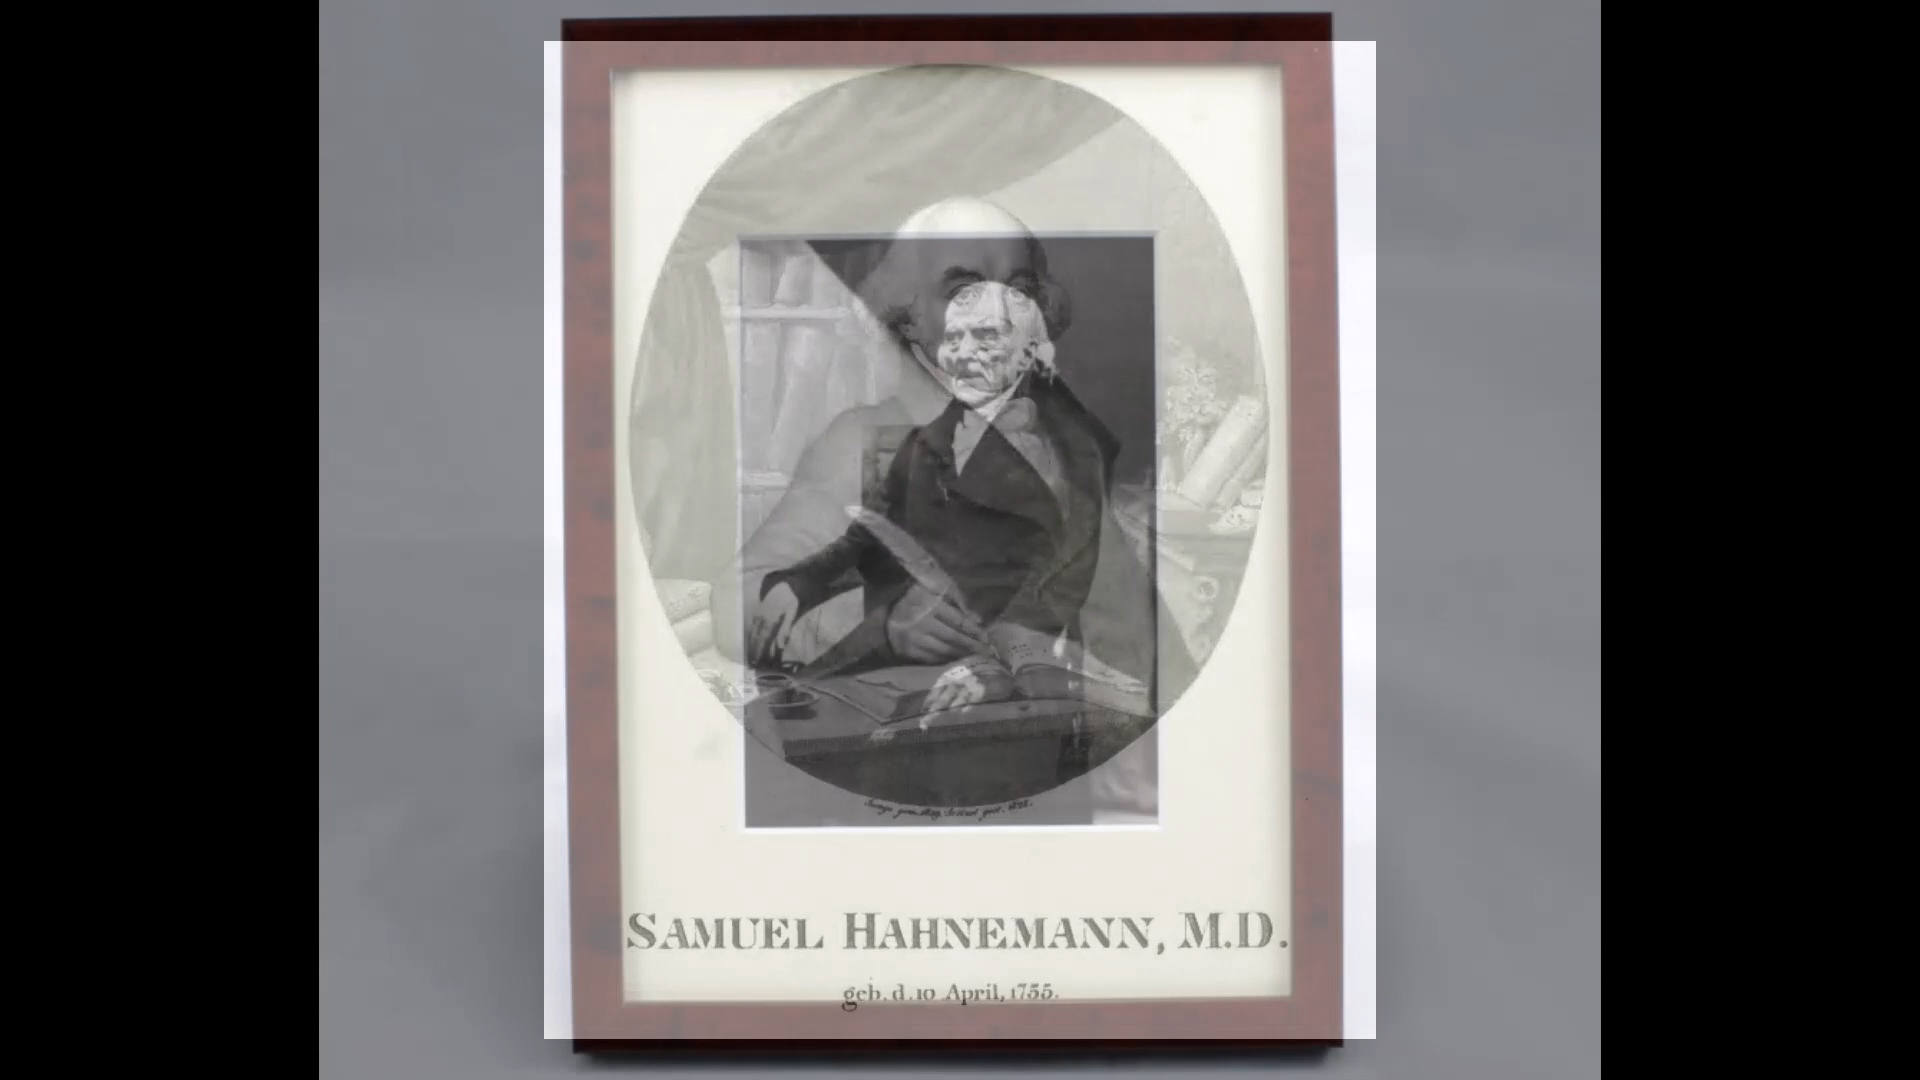 SAMUEL HAHNEMANN, M.D.
geb. d. 10 April, 1755.